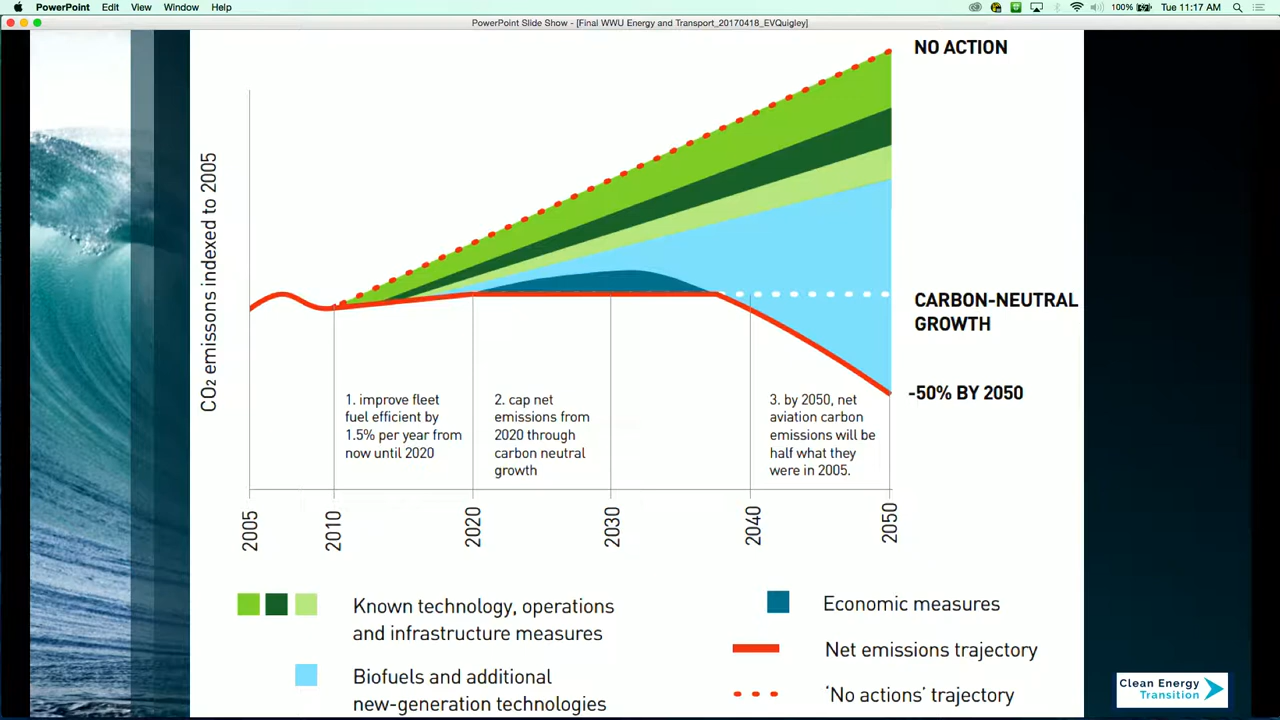 PowerPoint Edit View Window Help
100% Tue 11:17 AM
PowerPoint Slide Show - [Final WWU Energy and Transport_20170418_EVQuigley]
NO ACTION
CO₂ emissions indexed to 2005
CARBON-NEUTRAL
GROWTH
-50% BY 2050
1. improve fleet
fuel efficient by
1.5% per year from
now until 2020
2. cap net
emissions from
2020 through
carbon neutral
growth
3. by 2050, net
aviation carbon
emissions will be
half what they
were in 2005.
2005
2010
2020
2030
2040
2050
Known technology, operations
and infrastructure measures
Biofuels and additional
new-generation technologies
Economic measures
Net emissions trajectory
'No actions' trajectory
Clean Energy
Transition